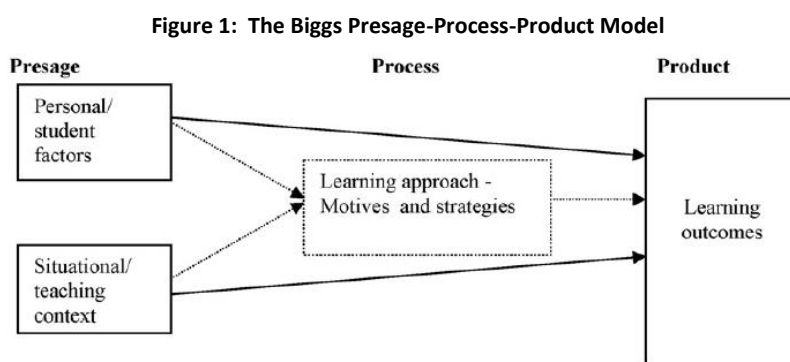 Figure 1: The Biggs Presage-Process-Product Model
Presage Process Product
Personal/
student
factors
Learning approach -
Motives and strategies
Learning
outcomes
Situational/
teaching
context